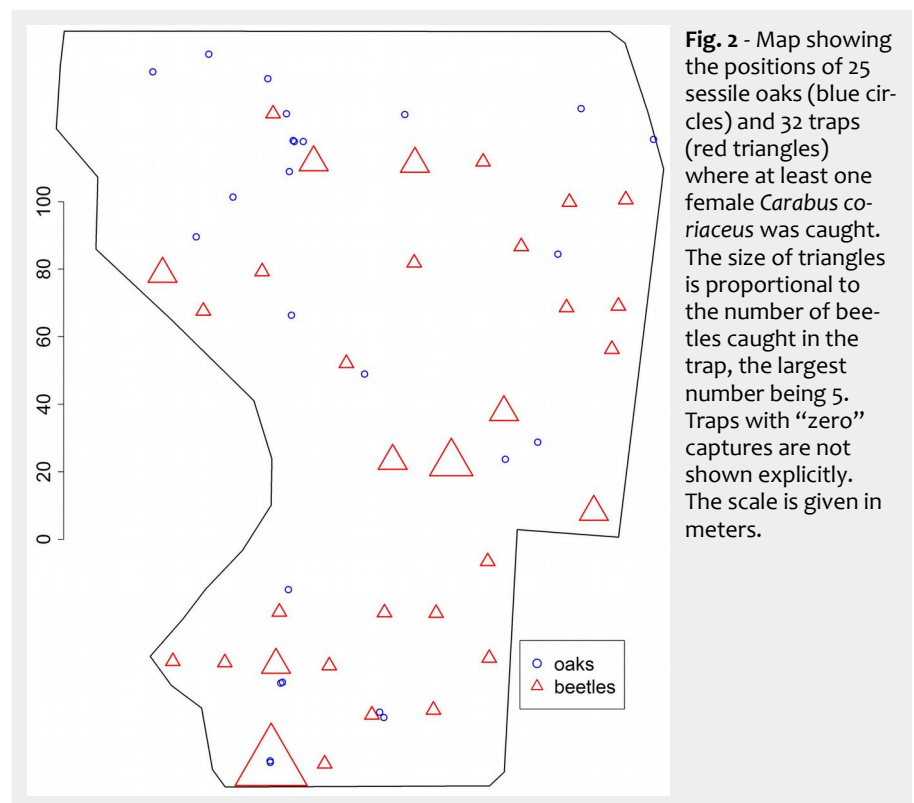 100
80
60
40
20
0
oaks
beetles
Fig. 2 - Map showing
the positions of 25
sessile oaks (blue cir-
cles) and 32 traps
(red triangles)
where at least one
female Carabus co-
riaceus was caught.
The size of triangles
is proportional to
the number of bee-
tles caught in the
trap, the largest
number being 5.
Traps with “zero”
captures are not
shown explicitly.
The scale is given in
meters.